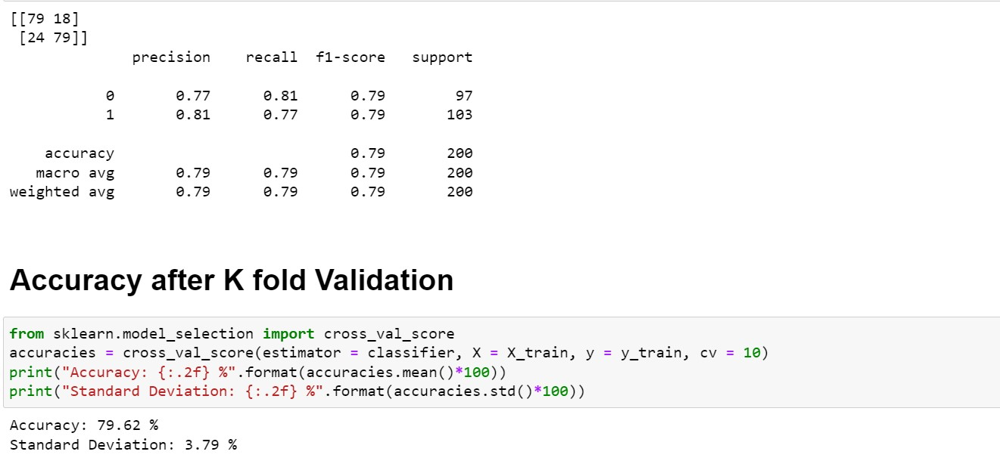 [[79 18]
 [24 79]]
              precision    recall  f1-score   support

           0       0.77      0.81      0.79        97
           1       0.81      0.77      0.79       103

    accuracy                           0.79       200
   macro avg       0.79      0.79      0.79       200
weighted avg       0.79      0.79      0.79       200

Accuracy after K fold Validation
from sklearn.model_selection import cross_val_score
accuracies = cross_val_score(estimator = classifier, X = X_train, y = y_train, cv = 10)
print("Accuracy: {:.2f} %".format(accuracies.mean()*100))
print("Standard Deviation: {:.2f} %".format(accuracies.std()*100))
Accuracy: 79.62 %
Standard Deviation: 3.79 %